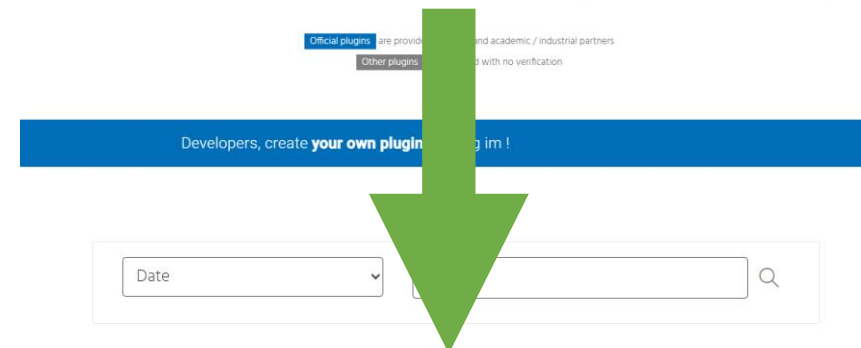 Official plugins are provid nd academic / industrial partners
Other plugins d with no verification
Developers, create your own plugin g im !
Date